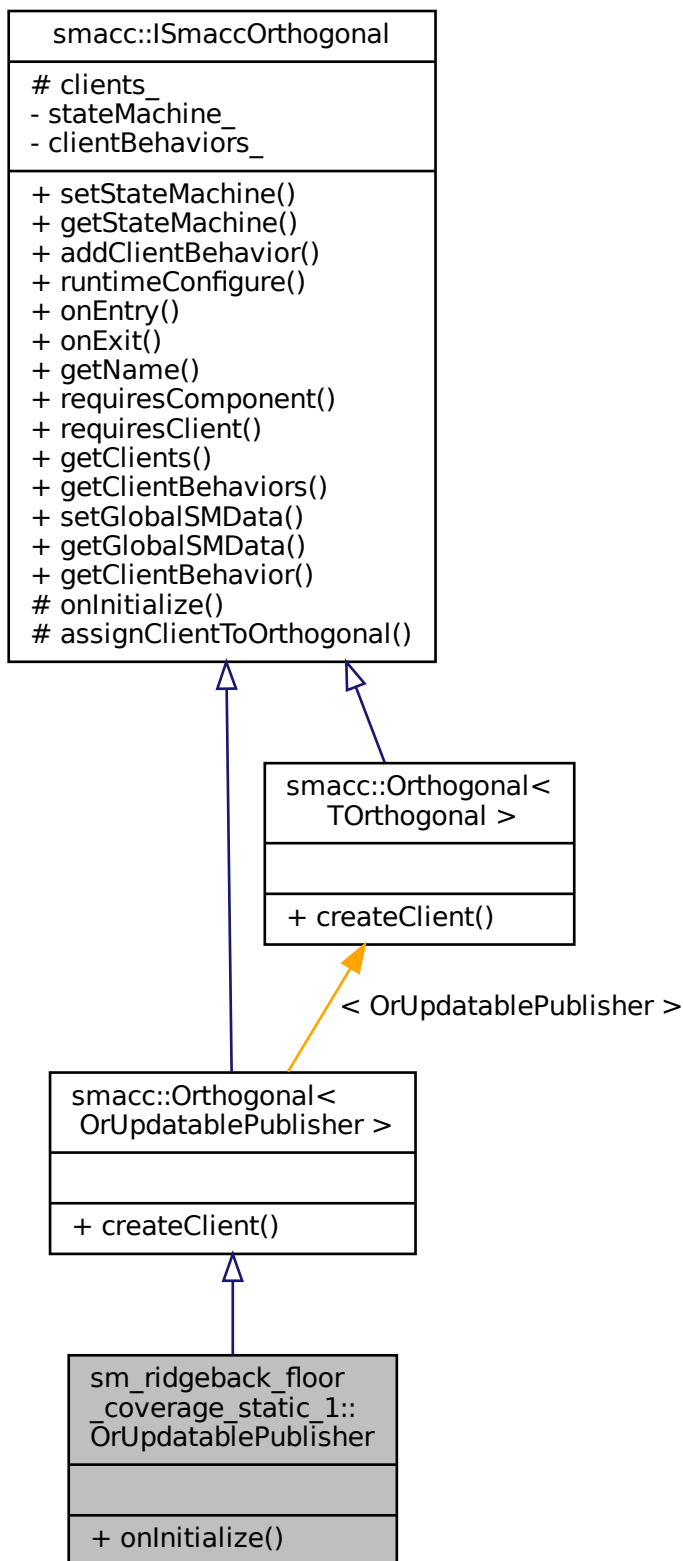 smacc::ISmaccOrthogonal
# clients_
- stateMachine_
- clientBehaviors_
+ setStateMachine()
+ getStateMachine()
+ addClientBehavior()
+ runtimeConfigure()
+ onEntry()
+ onExit()
+ getName()
+ requiresComponent()
+ requiresClient()
+ getClients()
+ getClientBehaviors()
+ setGlobalSMData()
+ getGlobalSMData()
+ getClientBehavior()
# onInitialize()
# assignClientToOrthogonal()
smacc::Orthogonal<
TOrthogonal >
+ createClient()
< OrUpdatablePublisher >
smacc::Orthogonal<
OrUpdatablePublisher >
+ createClient()
sm_ridgeback_floor
_coverage_static_1::
OrUpdatablePublisher
+ onInitialize()